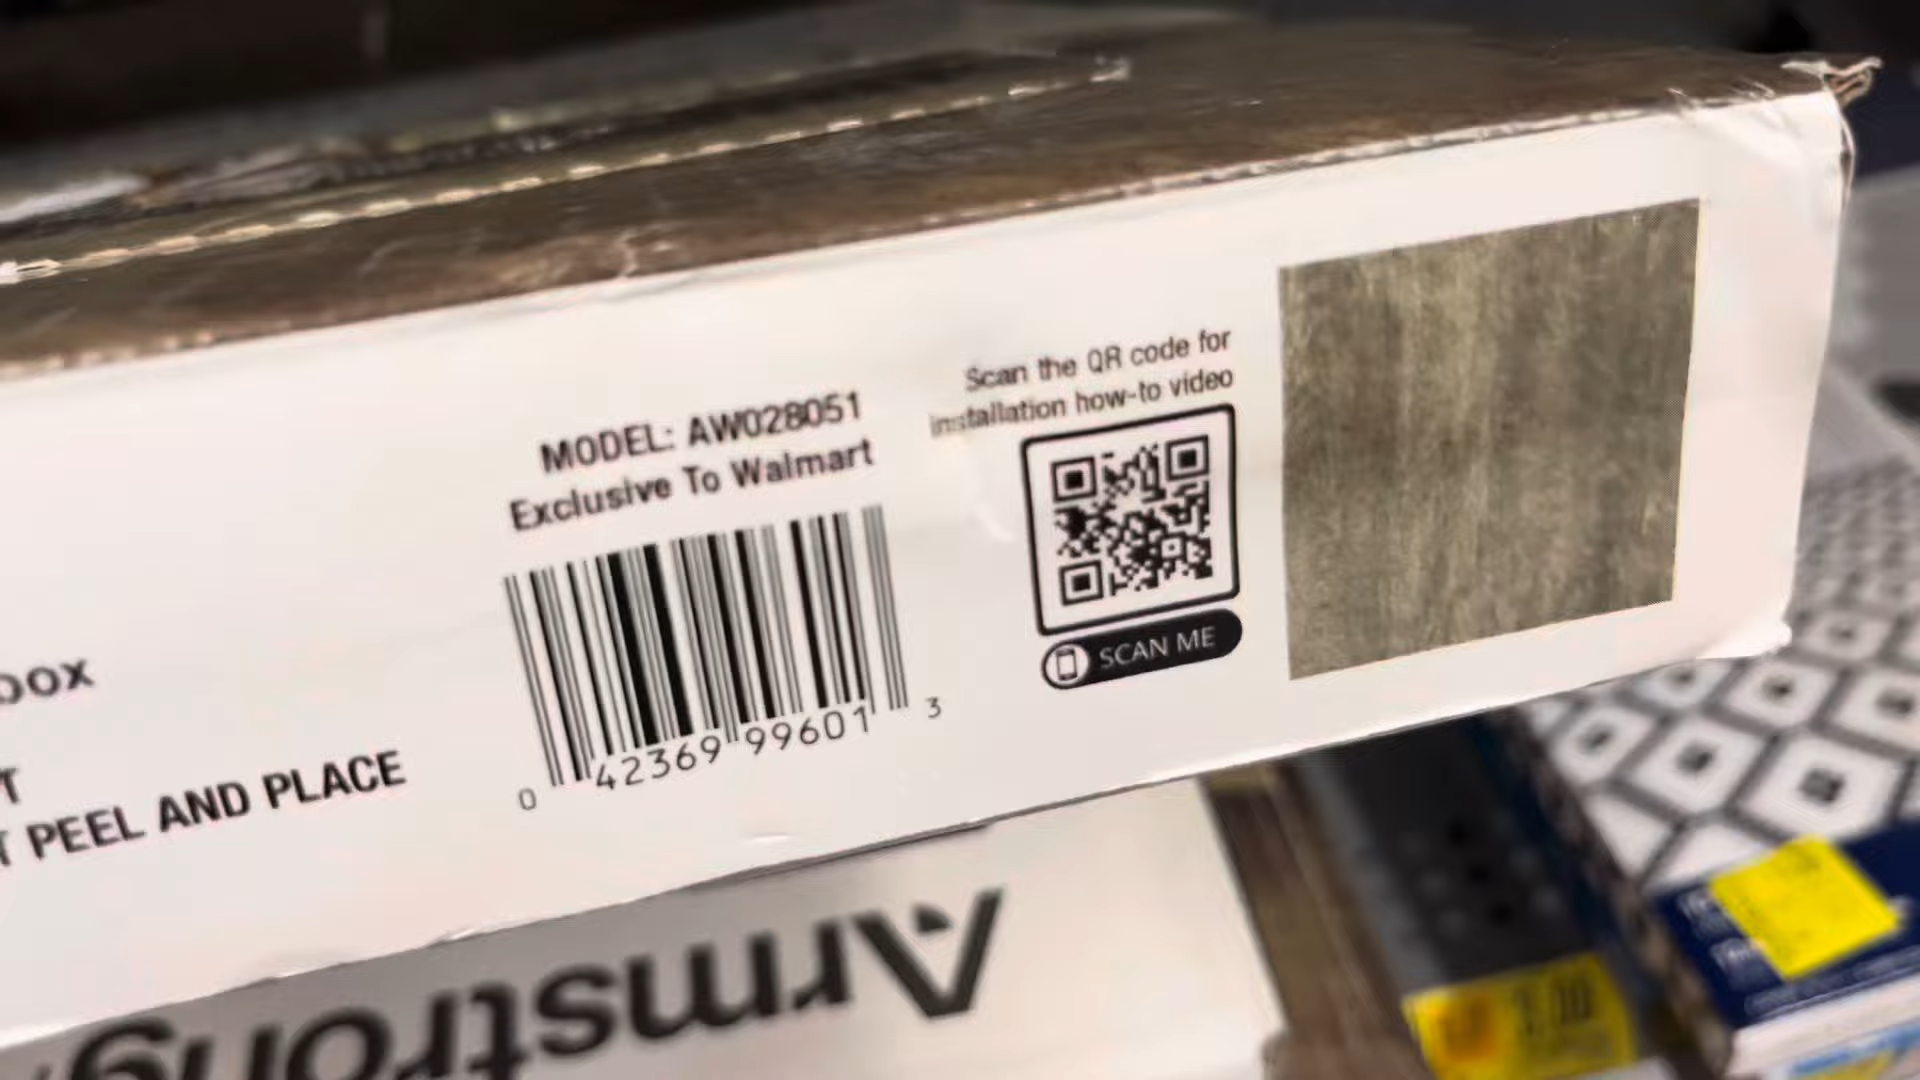 MODEL: AW028051
Exclusive To Walmart
0 42369 99601 3
Scan the QR code for
installation how-to video
SCAN ME
box
T
T PEEL AND PLACE
Armstrong